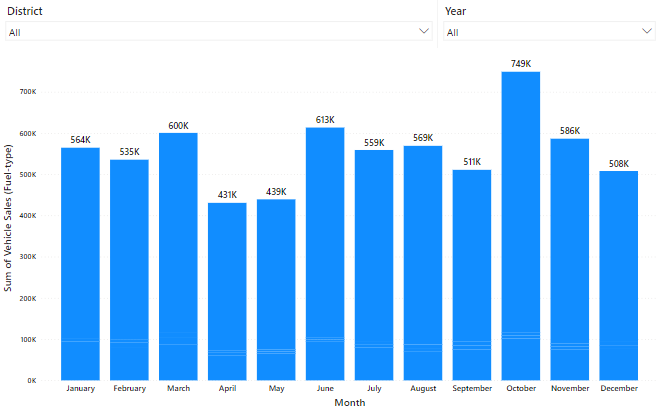 District Year
All All
749K
700K
613K
600K
600K
586K
564K 569K
559K
535K
511K 508K
500K
431K 439K
400K
300K
200K
100K
0K
Sum of Vehicle Sales (Fuel-type)
January February March April May June July August September October November December
Month